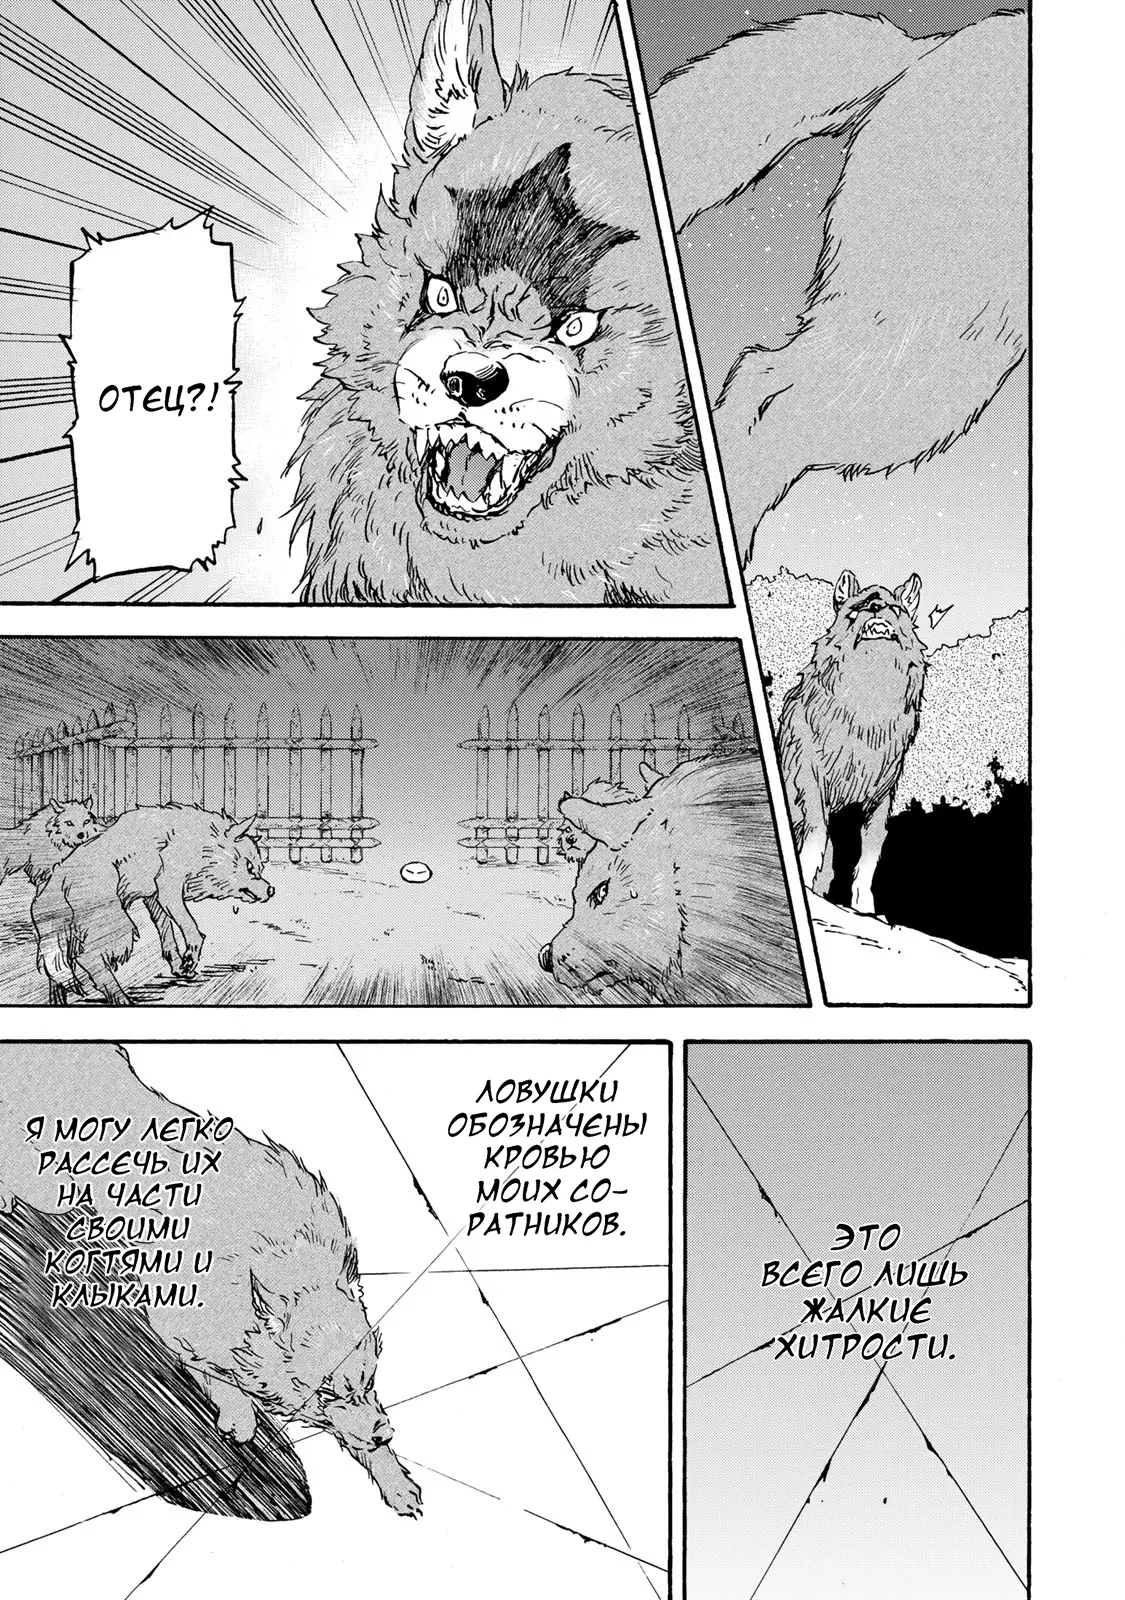 ОТЕЦ?!
ЭТО
ВСЕГО ЛИШЬ
ЖАЛКИЕ
ХИТРОСТИ.
ЛОВУШКИ
ОБОЗНАЧЕНЫ
КРОВЬЮ
МОИХ СО-
РАТНИКОВ.
Я МОГУ ЛЕГКО
РАССЕЧЬ ИХ
НА ЧАСТИ
СВОИМИ
КОГТЯМИ И
КЛЫКАМИ.